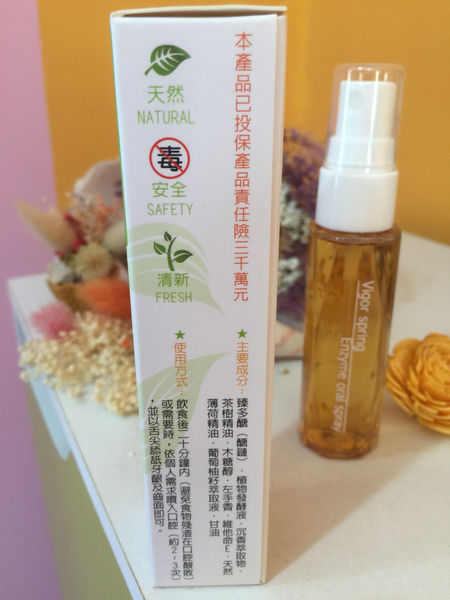 天然
NATURAL
毒
安全
SAFETY
清新
FRESH
本產品已投保產品責任險三千萬元
★主要成分：臻多醣（醣鏈）．植物發酵液．沉香萃取物．
茶樹精油．木糖醇．左手香．維他命E．天然
薄荷精油．葡萄柚籽萃取液．甘油
★使用方式：飲食後二十分鐘內（避免食物殘渣在口腔酸敗）
或需要時，依個人需求噴入口腔（約2~3次）
，並以舌尖舔舐牙齦及齒面即可。
Vigor spring
Enzyme oral spray